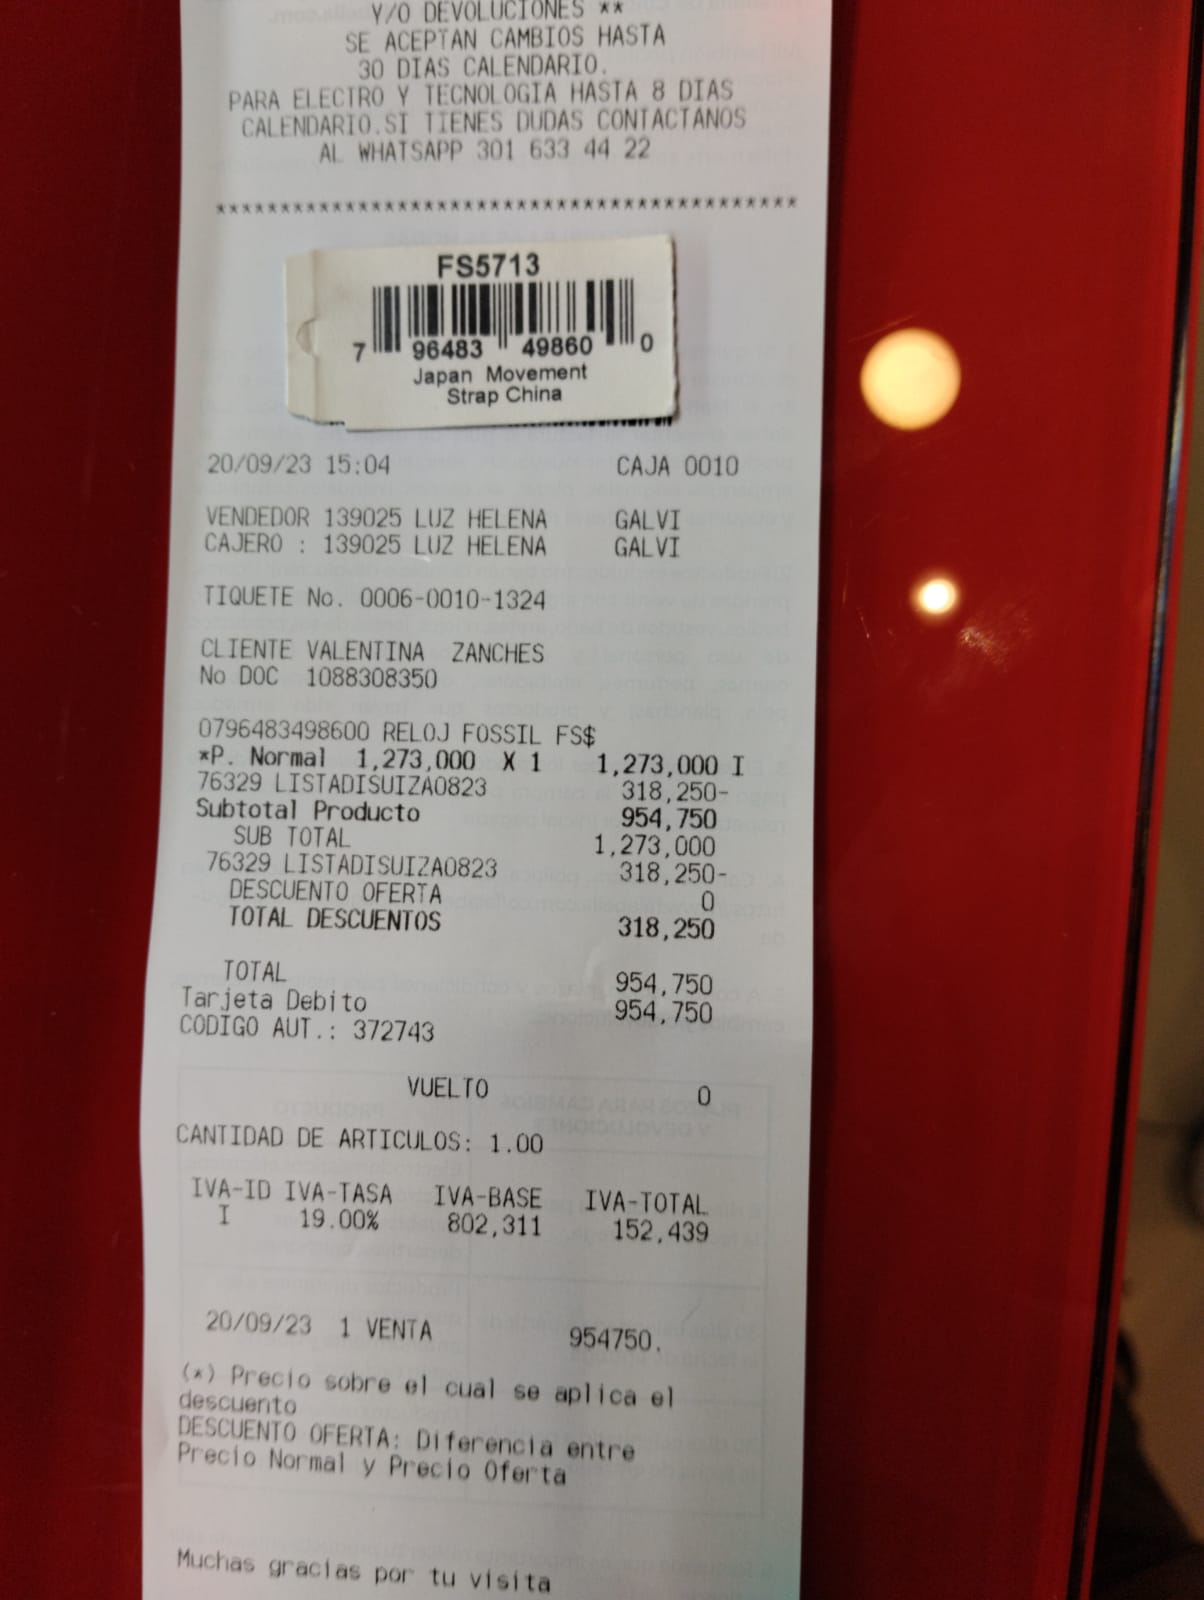 Y/O DEVOLUCIONES **
SE ACEPTAN CAMBIOS HASTA
30 DIAS CALENDARIO.
PARA ELECTRO Y TECNOLOGIA HASTA 8 DIAS
CALENDARIO.SI TIENES DUDAS CONTACTANOS
AL WHATSAPP 301 633 44 22
*********************************************
FS5713
7 96483 49860 0
Japan Movement
Strap China
20/09/23 15:04 CAJA 0010
VENDEDOR 139025 LUZ HELENA GALVI
CAJERO : 139025 LUZ HELENA GALVI
TIQUETE No. 0006-0010-1324
CLIENTE VALENTINA ZANCHES
No DOC 1088308350
0796483498600 RELOJ FOSSIL FS$
*P. Normal 1,273,000 X 1 1,273,000 I
76329 LISTADISUIZA0823 318,250-
Subtotal Producto 954,750
SUB TOTAL 1,273,000
76329 LISTADISUIZA0823 318,250-
DESCUENTO OFERTA 0
TOTAL DESCUENTOS 318,250
TOTAL 954,750
Tarjeta Debito 954,750
CODIGO AUT.: 372743
VUELTO 0
CANTIDAD DE ARTICULOS: 1.00
IVA-ID IVA-TASA IVA-BASE IVA-TOTAL
I 19.00% 802,311 152,439
20/09/23 1 VENTA 954750.
(*) Precio sobre el cual se aplica el
descuento
DESCUENTO OFERTA: Diferencia entre
Precio Normal y Precio Oferta
Muchas gracias por tu visita